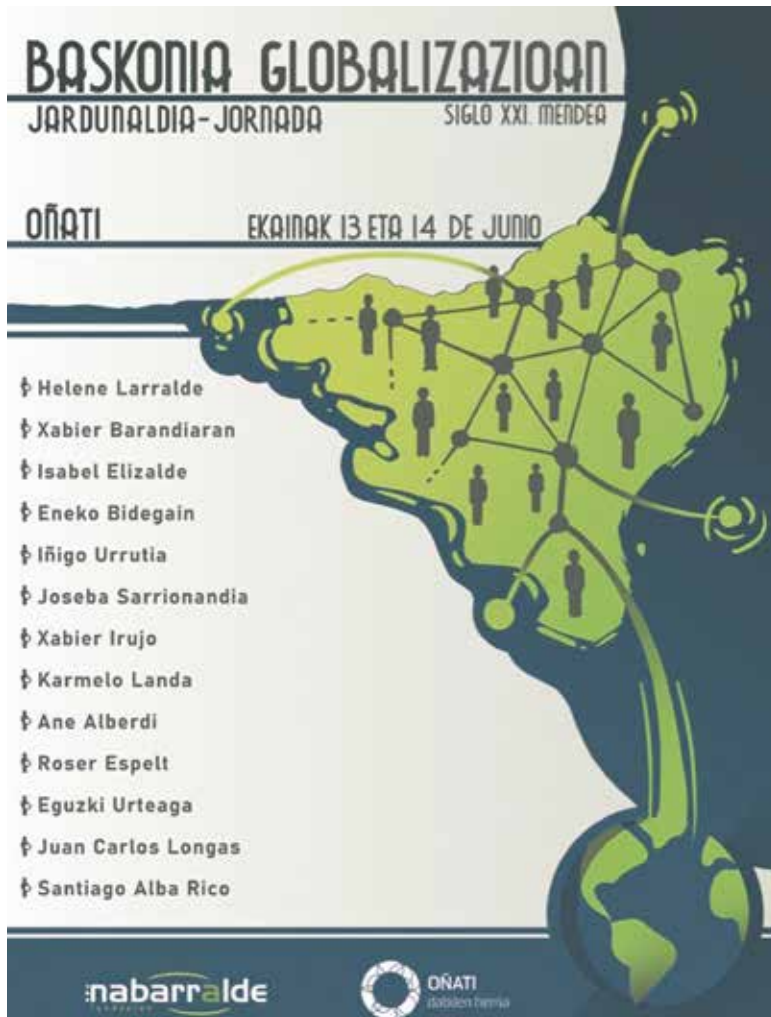 BASKONIA GLOBALIZAZIOAN
JARDUNALDIA-JORNADA
SIGLO XXI. MENDEA
OÑATI
EKAINAK 13 ETA 14 DE JUNIO
Helene Larralde
Xabier Barandiaran
Isabel Elizalde
Eneko Bidegain
Iñigo Urrutia
Joseba Sarrionandia
Xabier Irujo
Karmelo Landa
Ane Alberdi
Roser Espelt
Eguzki Urteaga
Juan Carlos Longas
Santiago Alba Rico
nabarralde
OÑATI
dabilen herria